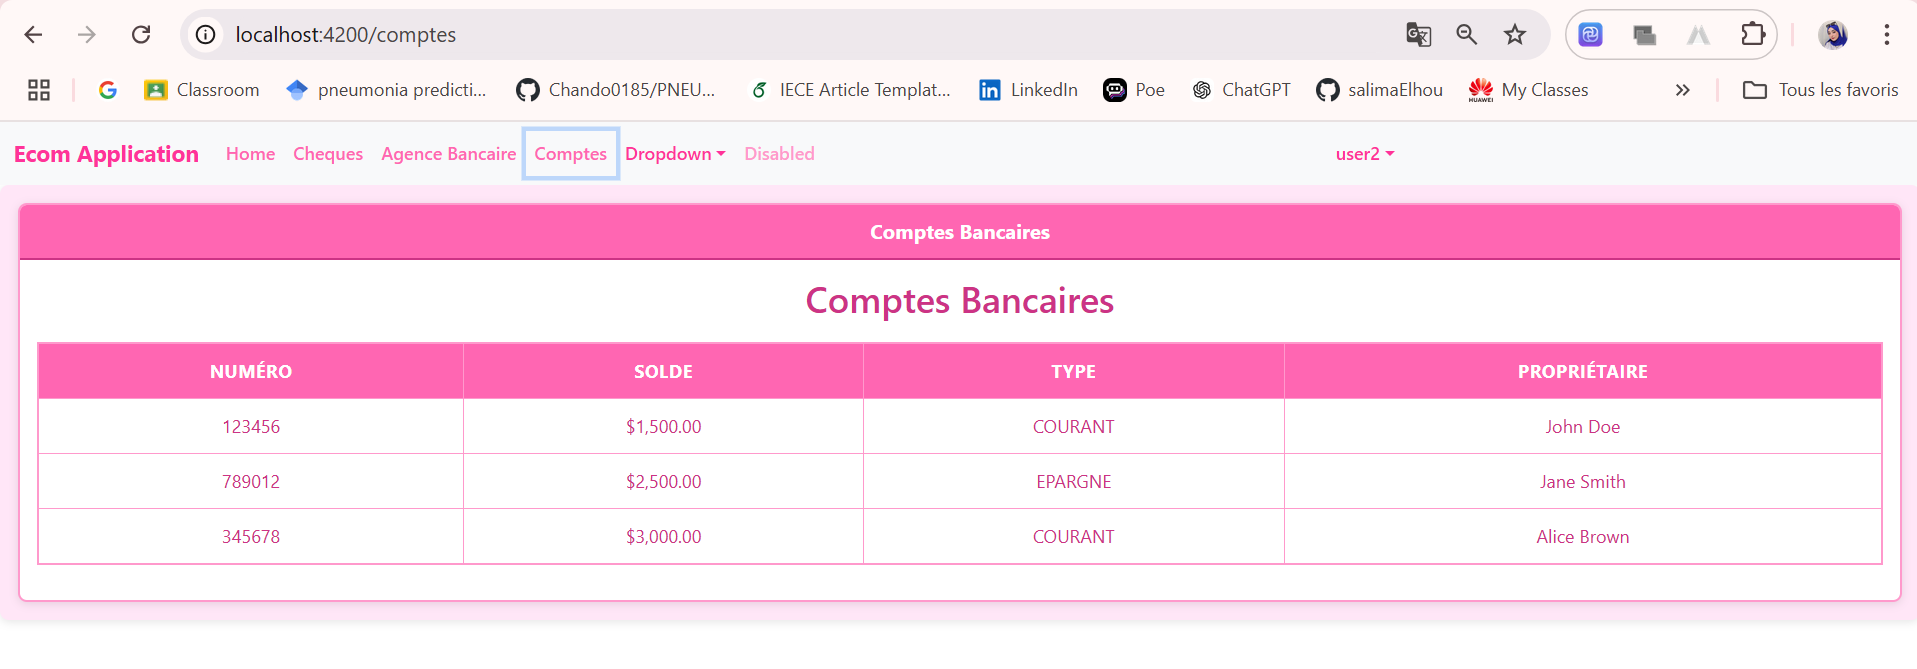 localhost:4200/comptes
Classroom pneumonia predicti... Chando0185/PNEU... IECE Article Templat... LinkedIn Poe ChatGPT salimaElhou HUAWEI My Classes Tous les favoris
Ecom Application Home Cheques Agence Bancaire Comptes Dropdown Disabled user2
Comptes Bancaires
Comptes Bancaires
NUMÉRO SOLDE TYPE PROPRIÉTAIRE
123456 $1,500.00 COURANT John Doe
789012 $2,500.00 EPARGNE Jane Smith
345678 $3,000.00 COURANT Alice Brown